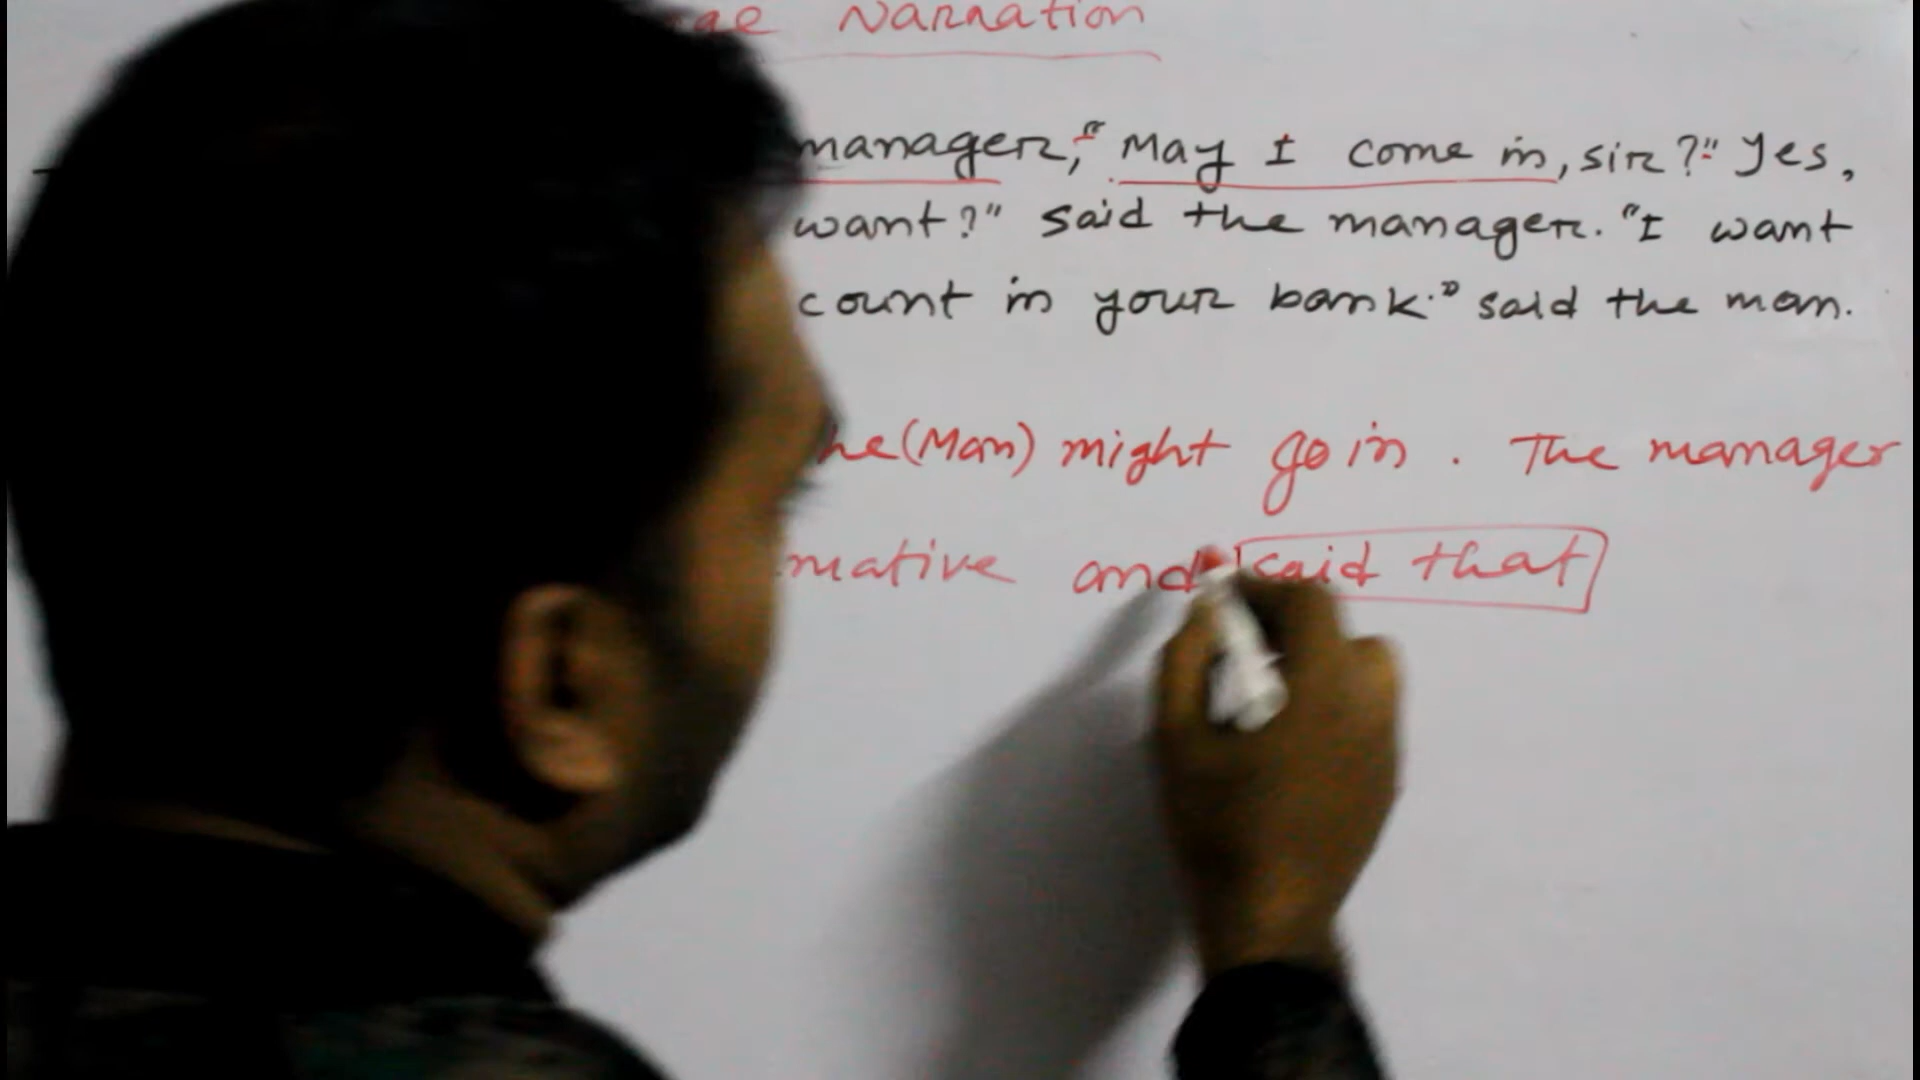 Narration
manager, "May I come in, sir?" Yes,
want?" said the manager. "I want
count in your bank." said the man.
he (Man) might go in. The manager
mative and said that